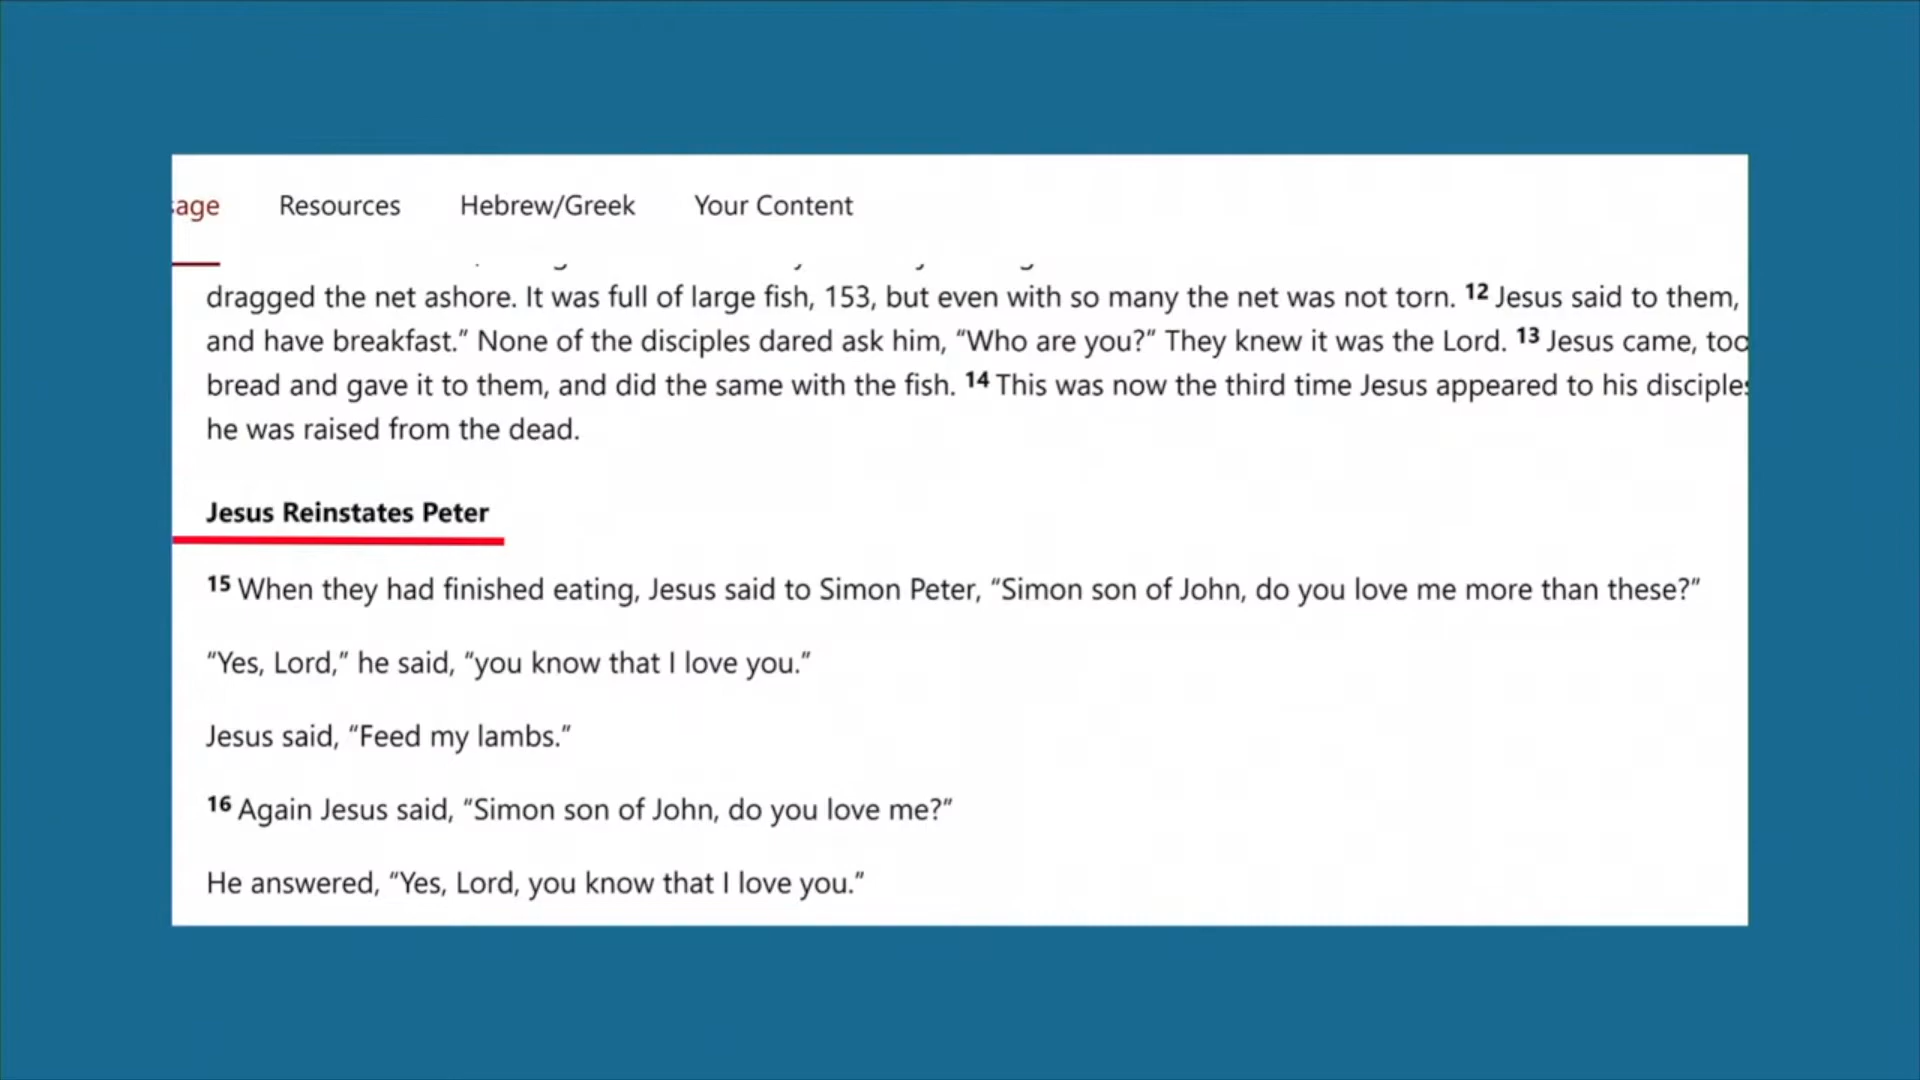 Resources Hebrew/Greek Your Content
dragged the net ashore. It was full of large fish, 153, but even with so many the net was not torn. 12 Jesus said to them,
and have breakfast.” None of the disciples dared ask him, “Who are you?” They knew it was the Lord. 13 Jesus came,
bread and gave it to them, and did the same with the fish. 14 This was now the third time Jesus appeared to his
he was raised from the dead.
Jesus Reinstates Peter
15 When they had finished eating, Jesus said to Simon Peter, “Simon son of John, do you love me more than these?”
“Yes, Lord,” he said, “you know that I love you.”
Jesus said, “Feed my lambs.”
16 Again Jesus said, “Simon son of John, do you love me?”
He answered, “Yes, Lord, you know that I love you.”